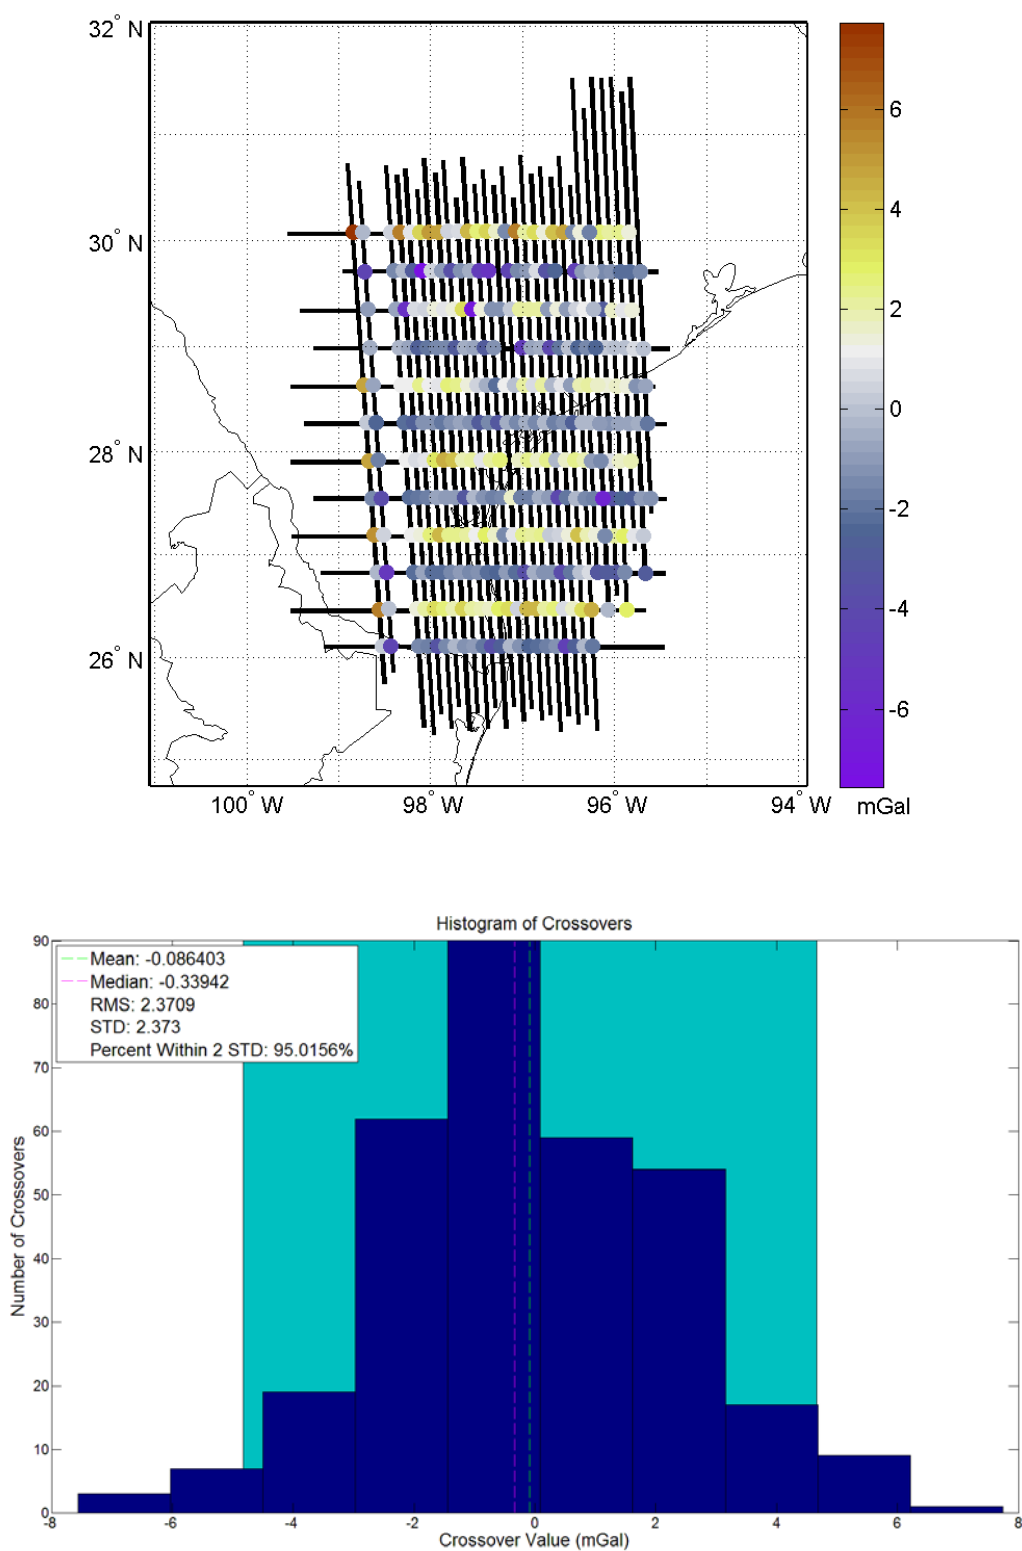 32° N
30° N
28° N
26° N
100° W
98° W
96° W
94° W
6
4
2
0
-2
-4
-6
mGal
Histogram of Crossovers
Mean: -0.086403
Median: -0.33942
RMS: 2.3709
STD: 2.373
Percent Within 2 STD: 95.0156%
90
80
70
60
50
40
30
20
10
0
Number of Crossovers
-8
-6
-4
-2
0
2
4
6
8
Crossover Value (mGal)